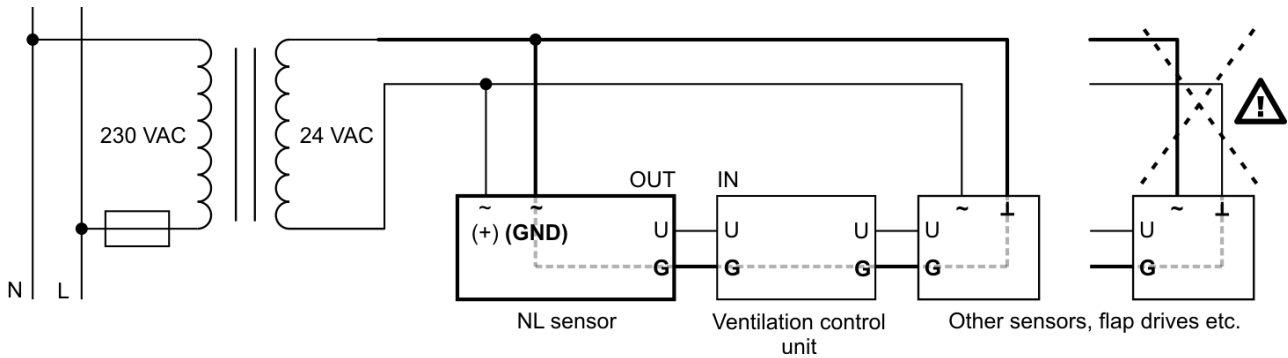 230 VAC
24 VAC
N
L
OUT
IN
~
~
(+) (GND)
U
G
U
G
U
G
~
⊥
U
G
~
⊥
U
G
!
NL sensor
Ventilation control
unit
Other sensors, flap drives etc.